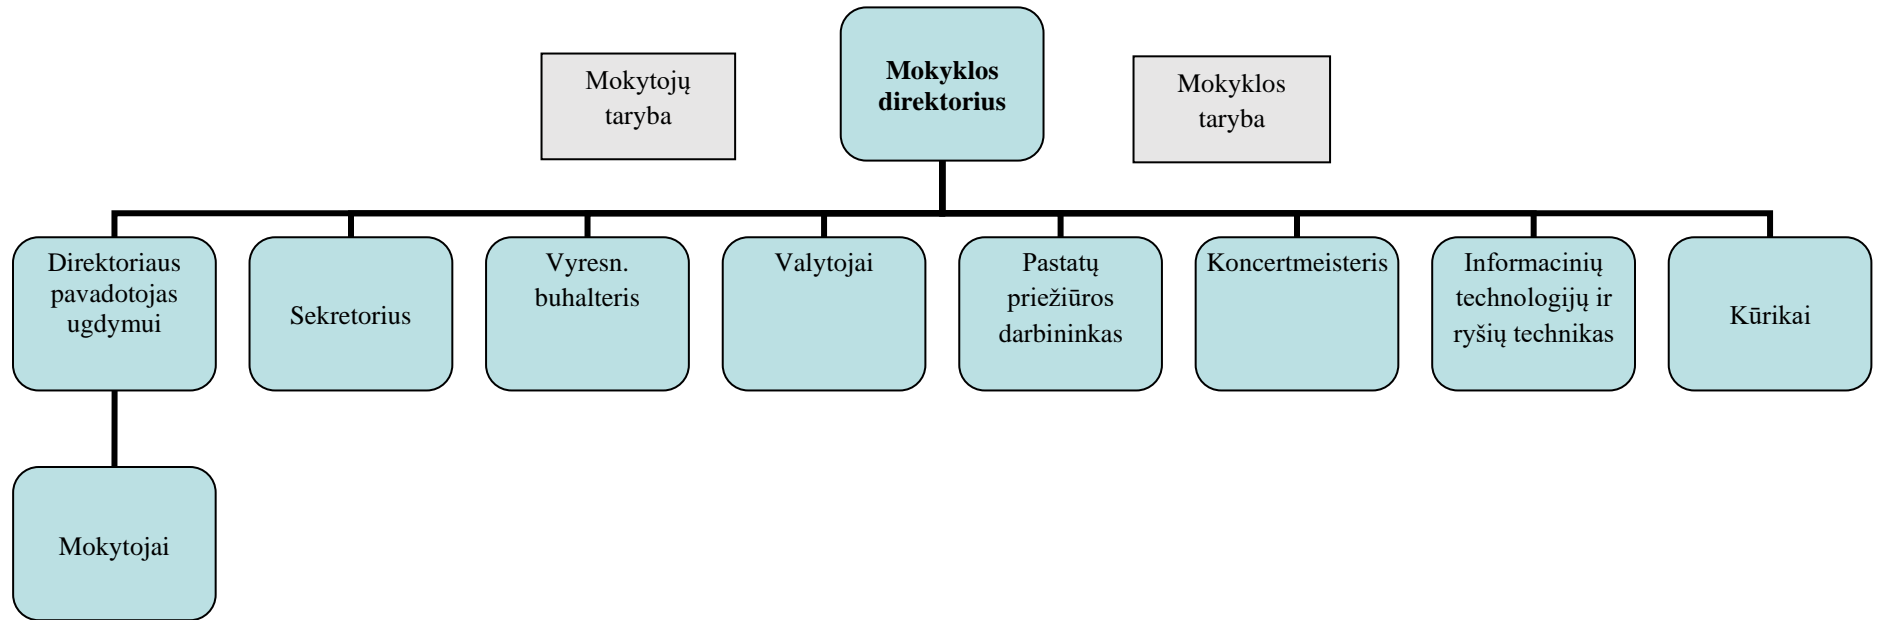 Mokytojų
taryba
Mokyklos
direktorius
Mokyklos
taryba
Direktoriaus
pavadotojas
ugdymui
Sekretorius
Vyresn.
buhalteris
Valytojai
Pastatų
priežiūros
darbininkas
Koncertmeisteris
Informacinių
technologijų ir
ryšių technikas
Kūrikai
Mokytojai